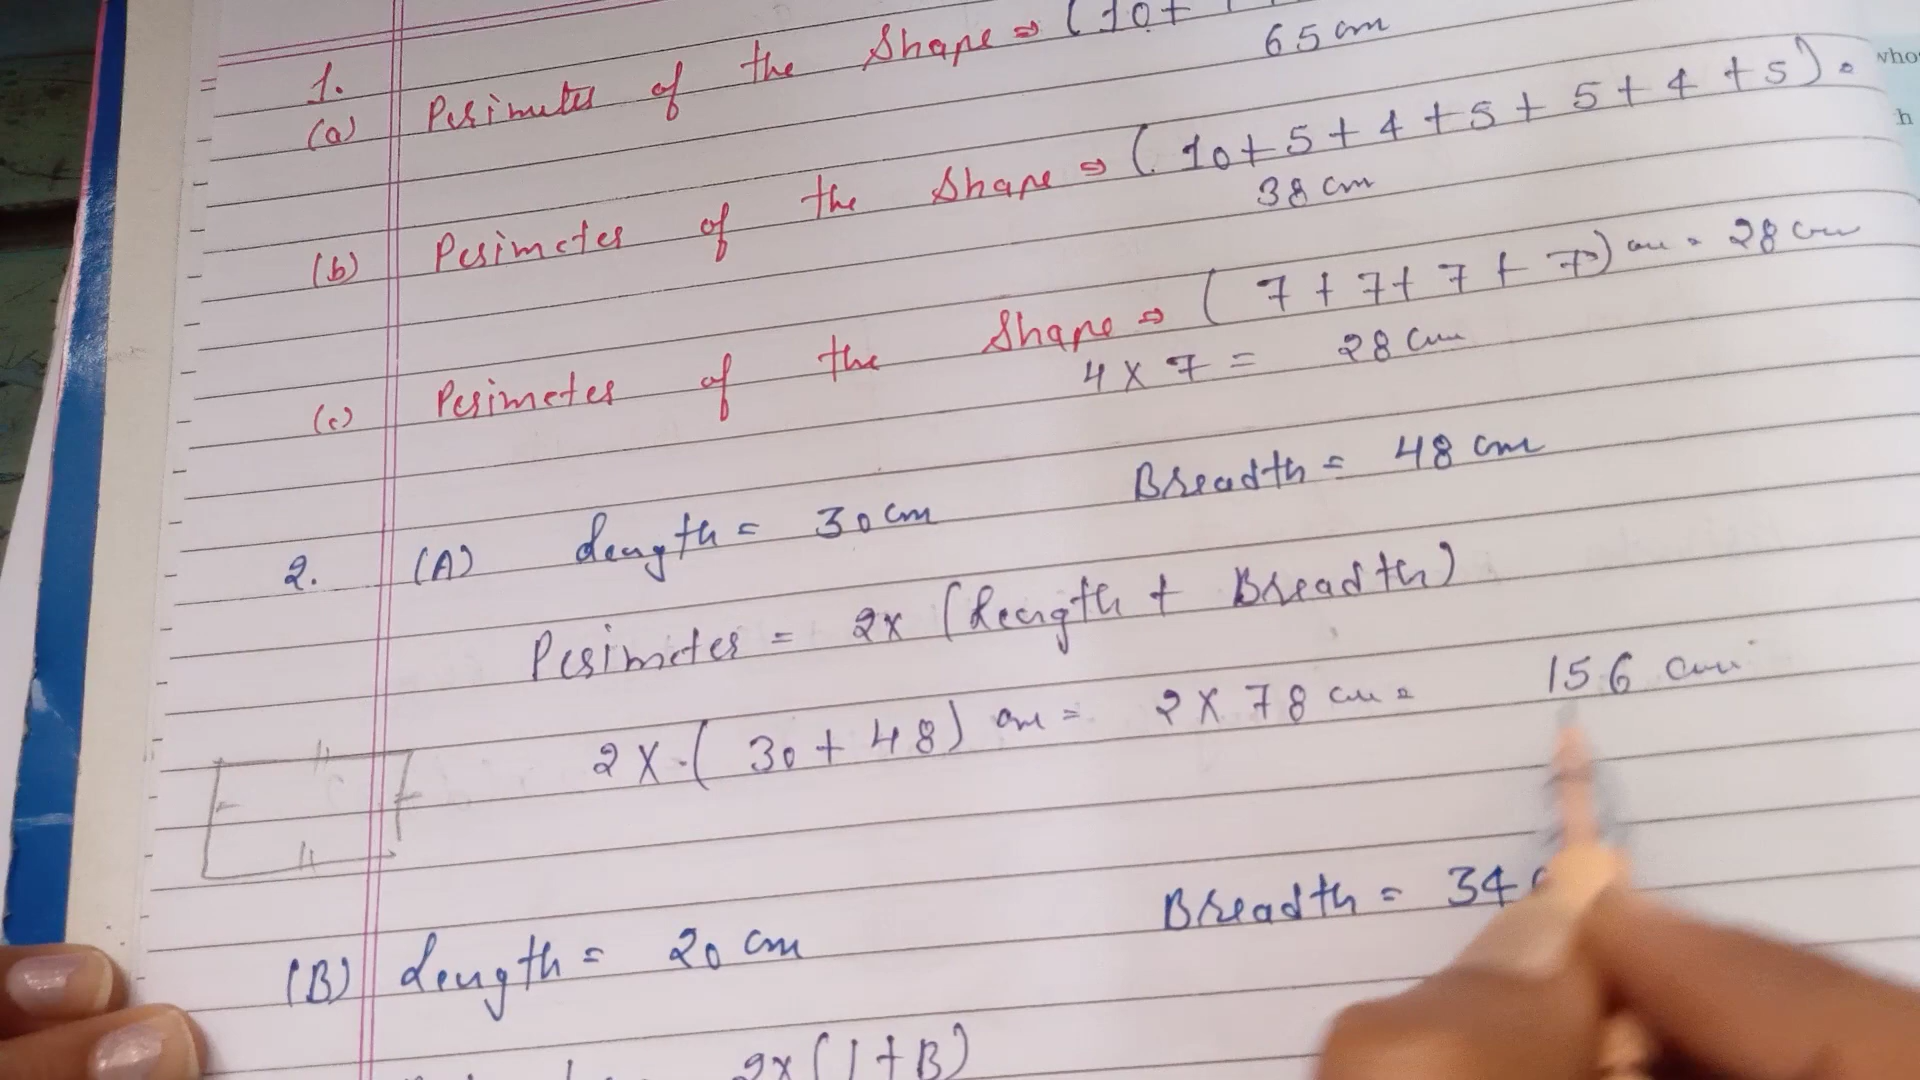 1.
(a) Perimeter of the Shape ⇒ (10+
65 cm
(b) Perimeter of the Shape ⇒ (10+5+4+5+5+4+5) =
38 cm
(c) Perimeter of the Shape ⇒ (7+7+7+7) cm = 28 cm
4 x 7 = 28 cm
2. (A) Length = 30 cm Breadth = 48 cm
Perimeter = 2x (Length + Breadth)
2 x (30+48) cm = 2 x 78 cm = 156 cm
(B) Length = 20 cm Breadth = 34
2x (l+B)